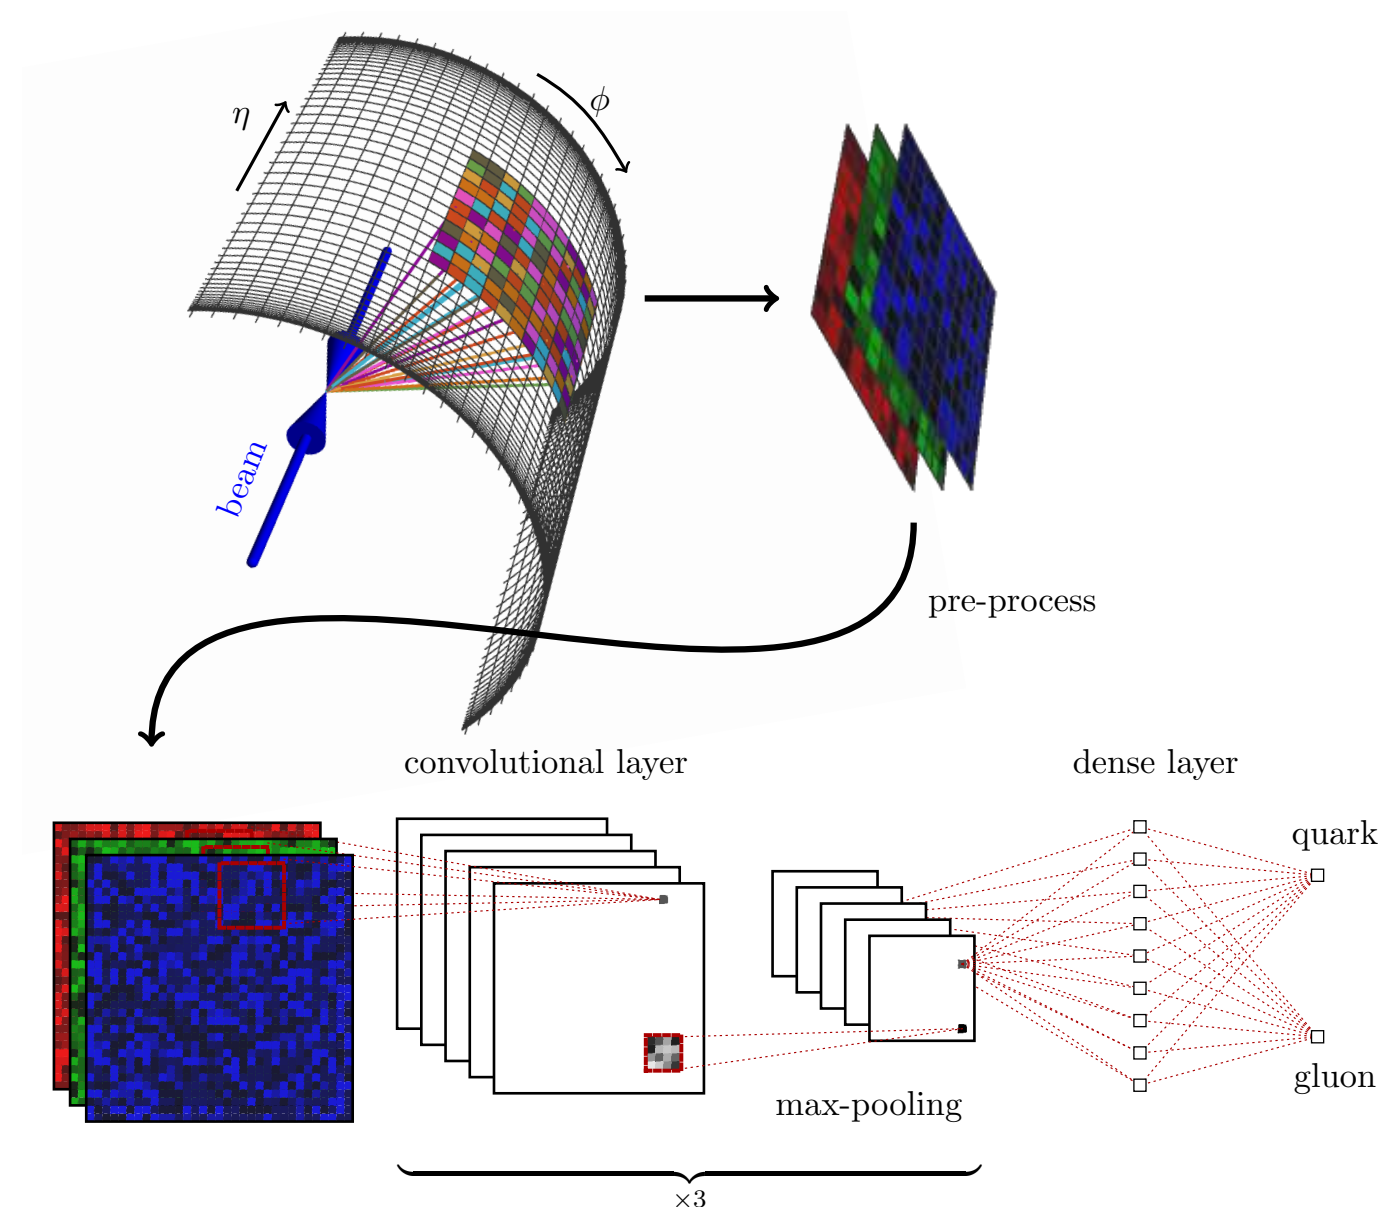 η
ϕ
beam
pre-process
convolutional layer
dense layer
quark
gluon
max-pooling
×3